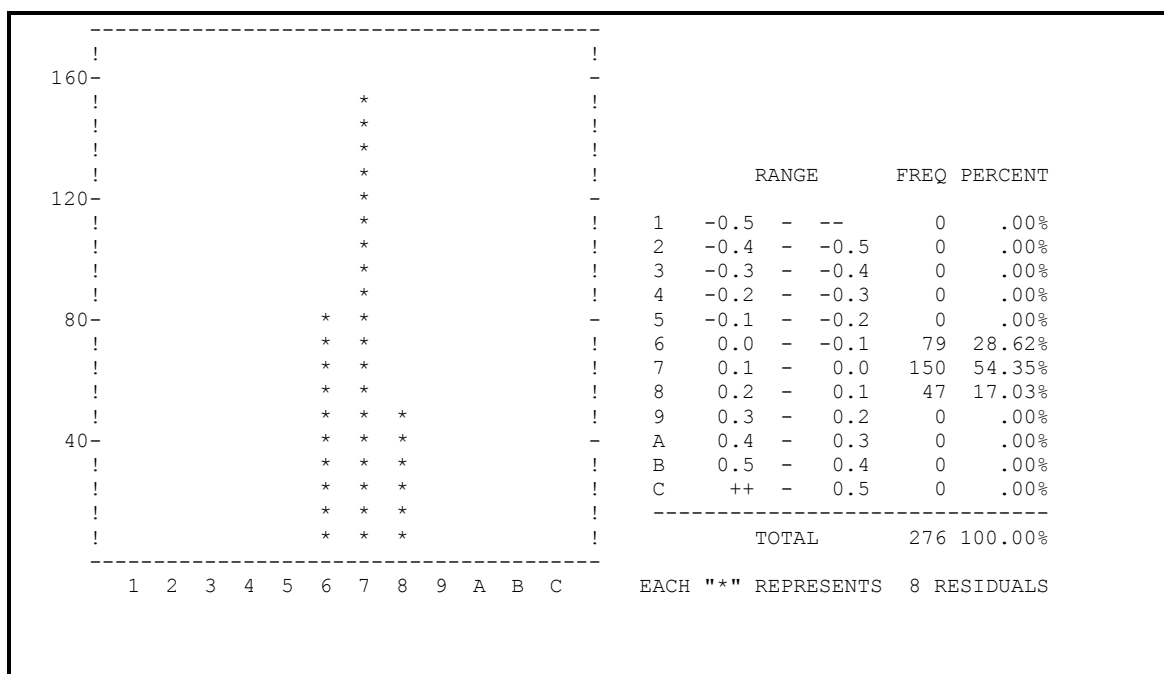 ----------------------------------------
!                                       !
160-                                       -
!                     *                 !
!                     *                 !
!                     *                 !
!                     *                 !            RANGE      FREQ PERCENT
120-                     *                 -
!                     *                 !    1   -0.5  -  --       0     .00%
!                     *                 !    2   -0.4  -  -0.5     0     .00%
!                     *                 !    3   -0.3  -  -0.4     0     .00%
!                     *                 !    4   -0.2  -  -0.3     0     .00%
80-                  *  *                 -    5   -0.1  -  -0.2     0     .00%
!                  *  *                 !    6    0.0  -  -0.1    79   28.62%
!                  *  *                 !    7    0.1  -   0.0   150   54.35%
!                  *  *                 !    8    0.2  -   0.1    47   17.03%
!                  *  *  *              !    9    0.3  -   0.2     0     .00%
40-                  *  *  *              -    A    0.4  -   0.3     0     .00%
!                  *  *  *              !    B    0.5  -   0.4     0     .00%
!                  *  *  *              !    C     ++  -   0.5     0     .00%
!                  *  *  *              !    -------------------------------
!                  *  *  *              !            TOTAL       276 100.00%
----------------------------------------
1  2  3  4  5  6  7  8  9  A  B  C      EACH "*" REPRESENTS  8 RESIDUALS